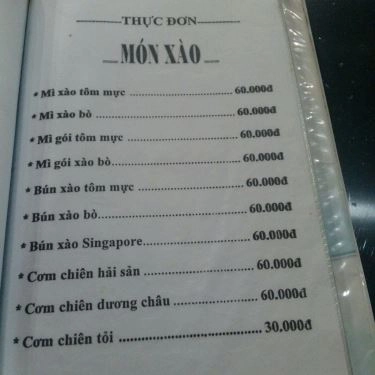 THỰC ĐƠN
MÓN XÀO
* Mì xào tôm mực ........................ 60.000đ
* Mì xào bò ................................ 60.000đ
* Mì gói tôm mực ........................ 60.000đ
* Mì gói xào bò........................... 60.000đ
* Bún xào tôm mực ..................... 60.000đ
* Bún xào bò............................... 60.000đ
* Bún xào Singapore.................... 60.000đ
* Cơm chiên hải sản .................... 60.000đ
* Cơm chiên dương châu .............. 60.000đ
* Cơm chiên tỏi .......................... 30.000đ